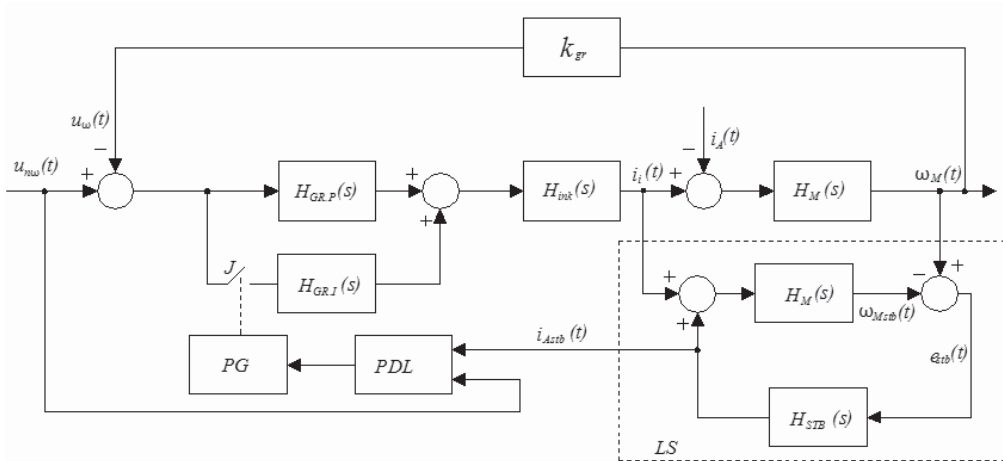 k_gr
u_ω(t)
−
i_A(t)
−
u_nω(t)
+
H_GR.P(s)
+
+
H_ink(s)
i_i(t)
+
H_M(s)
ω_M(t)
J
H_GR.I(s)
+
+
H_M(s)
ω_Mstb(t)
−
+
PG
PDL
i_Astb(t)
e_stb(t)
H_STB(s)
LS